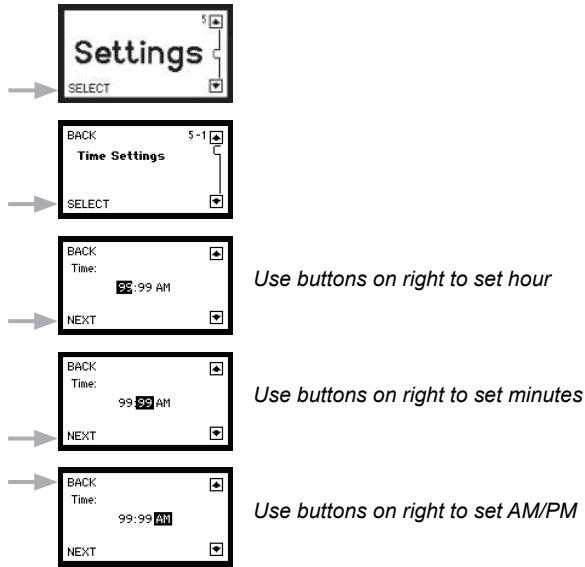 5
Settings
SELECT
BACK 5-1
Time Settings
SELECT
BACK
Time:
99:99 AM
NEXT
Use buttons on right to set hour
BACK
Time:
99:99 AM
NEXT
Use buttons on right to set minutes
BACK
Time:
99:99 AM
NEXT
Use buttons on right to set AM/PM